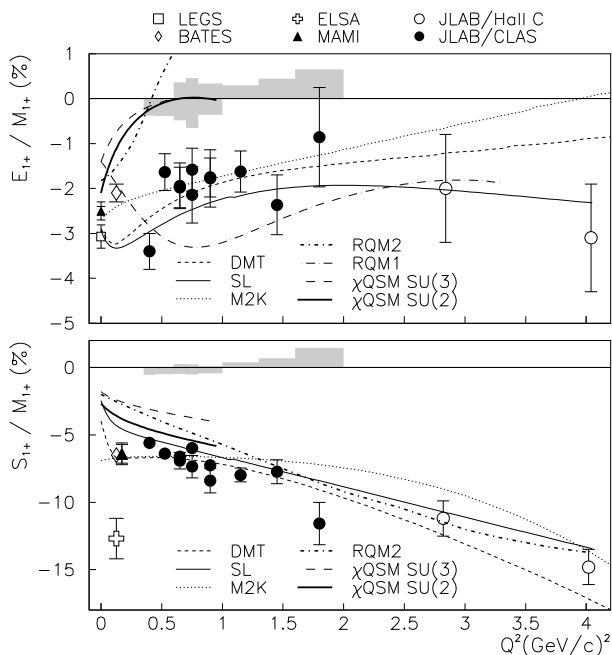 LEGS ELSA JLAB/Hall C
BATES MAMI JLAB/CLAS
E1+ / M1+ (%)
1
0
−1
−2
−3
−4
−5
DMT
SL
M2K
RQM2
RQM1
χQSM SU(3)
χQSM SU(2)
S1+ / M1+ (%)
0
−5
−10
−15
DMT
SL
M2K
RQM2
χQSM SU(3)
χQSM SU(2)
0 0.5 1 1.5 2 2.5 3 3.5 4
Q²(GeV/c)²